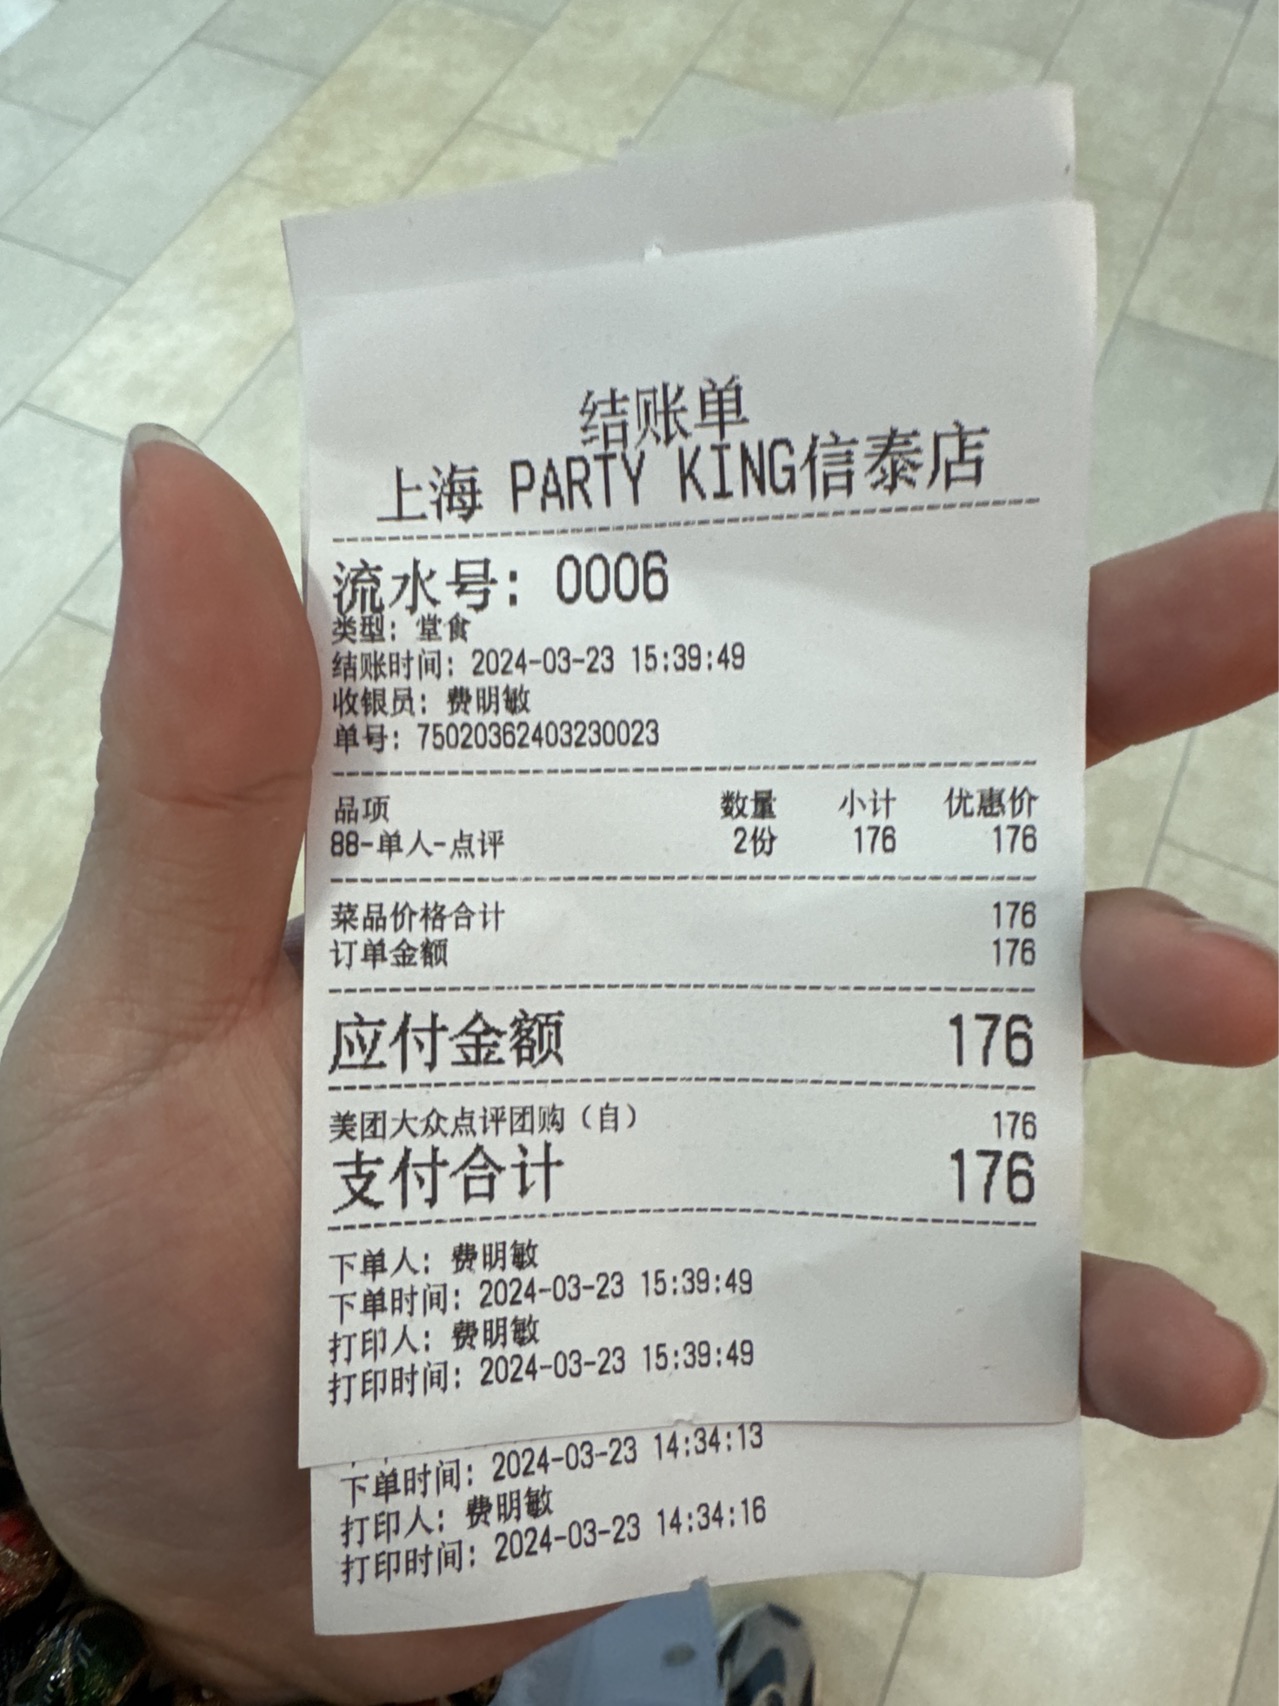 结账单
上海 PARTY KING信泰店
流水号: 0006
类型: 堂食
结账时间: 2024-03-23 15:39:49
收银员: 费明敏
单号: 75020362403230023
品项 数量 小计 优惠价
88-单人-点评 2份 176 176
菜品价格合计 176
订单金额 176
应付金额 176
美团大众点评团购（自） 176
支付合计 176
下单人: 费明敏
下单时间: 2024-03-23 15:39:49
打印人: 费明敏
打印时间: 2024-03-23 15:39:49
下单时间: 2024-03-23 14:34:13
打印人: 费明敏
打印时间: 2024-03-23 14:34:16